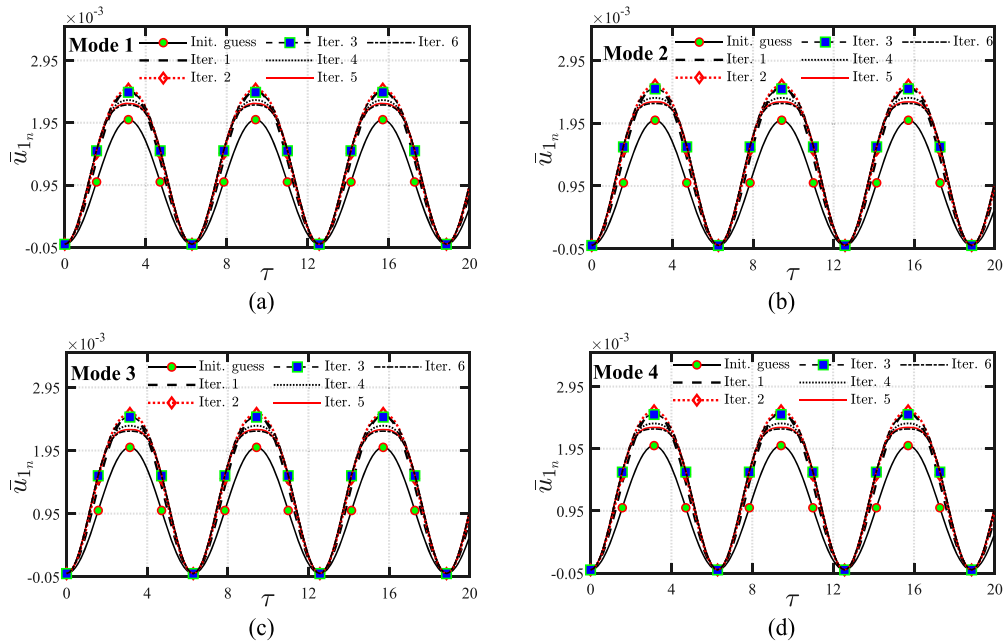 ×10⁻³
Mode 1
Init. guess Iter. 3 Iter. 6
Iter. 1 Iter. 4
Iter. 2 Iter. 5
2.95
1.95
0.95
-0.05
ū₁ₙ
0 4 8 12 16 20
τ
(a)
×10⁻³
Mode 2
Init. guess Iter. 3 Iter. 6
Iter. 1 Iter. 4
Iter. 2 Iter. 5
2.95
1.95
0.95
-0.05
ū₁ₙ
0 4 8 12 16 20
τ
(b)
×10⁻³
Mode 3
Init. guess Iter. 3 Iter. 6
Iter. 1 Iter. 4
Iter. 2 Iter. 5
2.95
1.95
0.95
-0.05
ū₁ₙ
0 4 8 12 16 20
τ
(c)
×10⁻³
Mode 4
Init. guess Iter. 3 Iter. 6
Iter. 1 Iter. 4
Iter. 2 Iter. 5
2.95
1.95
0.95
-0.05
ū₁ₙ
0 4 8 12 16 20
τ
(d)